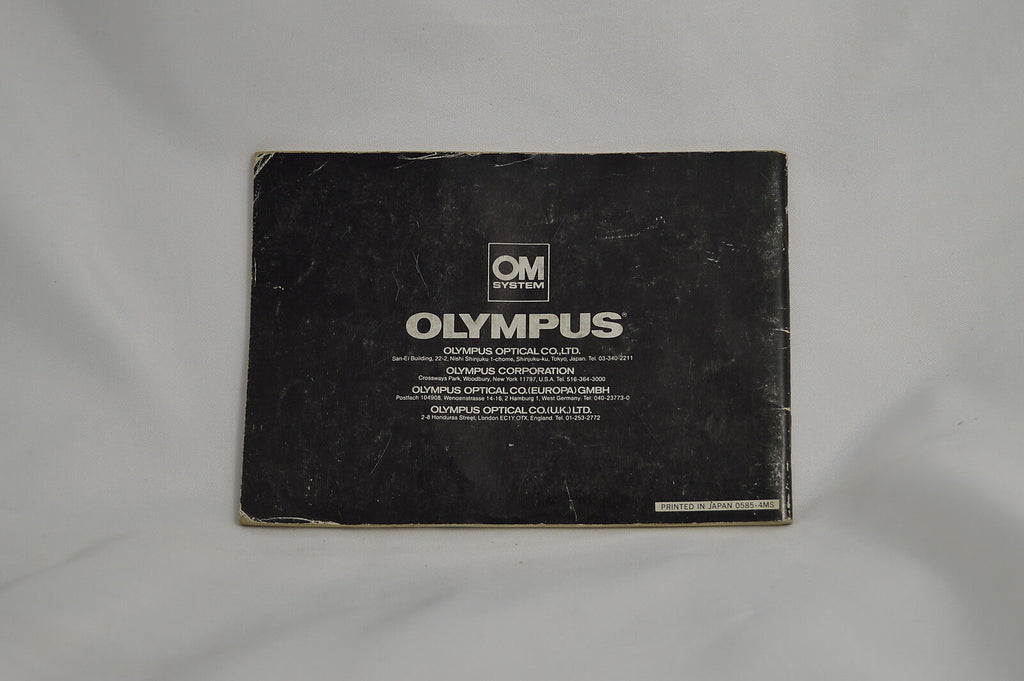 OM
SYSTEM
OLYMPUS®
OLYMPUS OPTICAL CO.,LTD.
San-Ei Building, 22-2, Nishi Shinjuku 1-chome, Shinjuku-ku, Tokyo, Japan. Tel. 03-340-2211
OLYMPUS CORPORATION
Crossways Park, Woodbury, New York 11797, U.S.A. Tel. 516-364-3000
OLYMPUS OPTICAL CO.(EUROPA)GMBH
Postfach 104908, Wendenstrasse 14-16, 2 Hamburg 1, West Germany. Tel: 040-23773-0
OLYMPUS OPTICAL CO.(U.K.) LTD.
2-8 Honduras Street, London EC1Y OTX, England. Tel. 01-253-2772
PRINTED IN JAPAN 0585-4MS